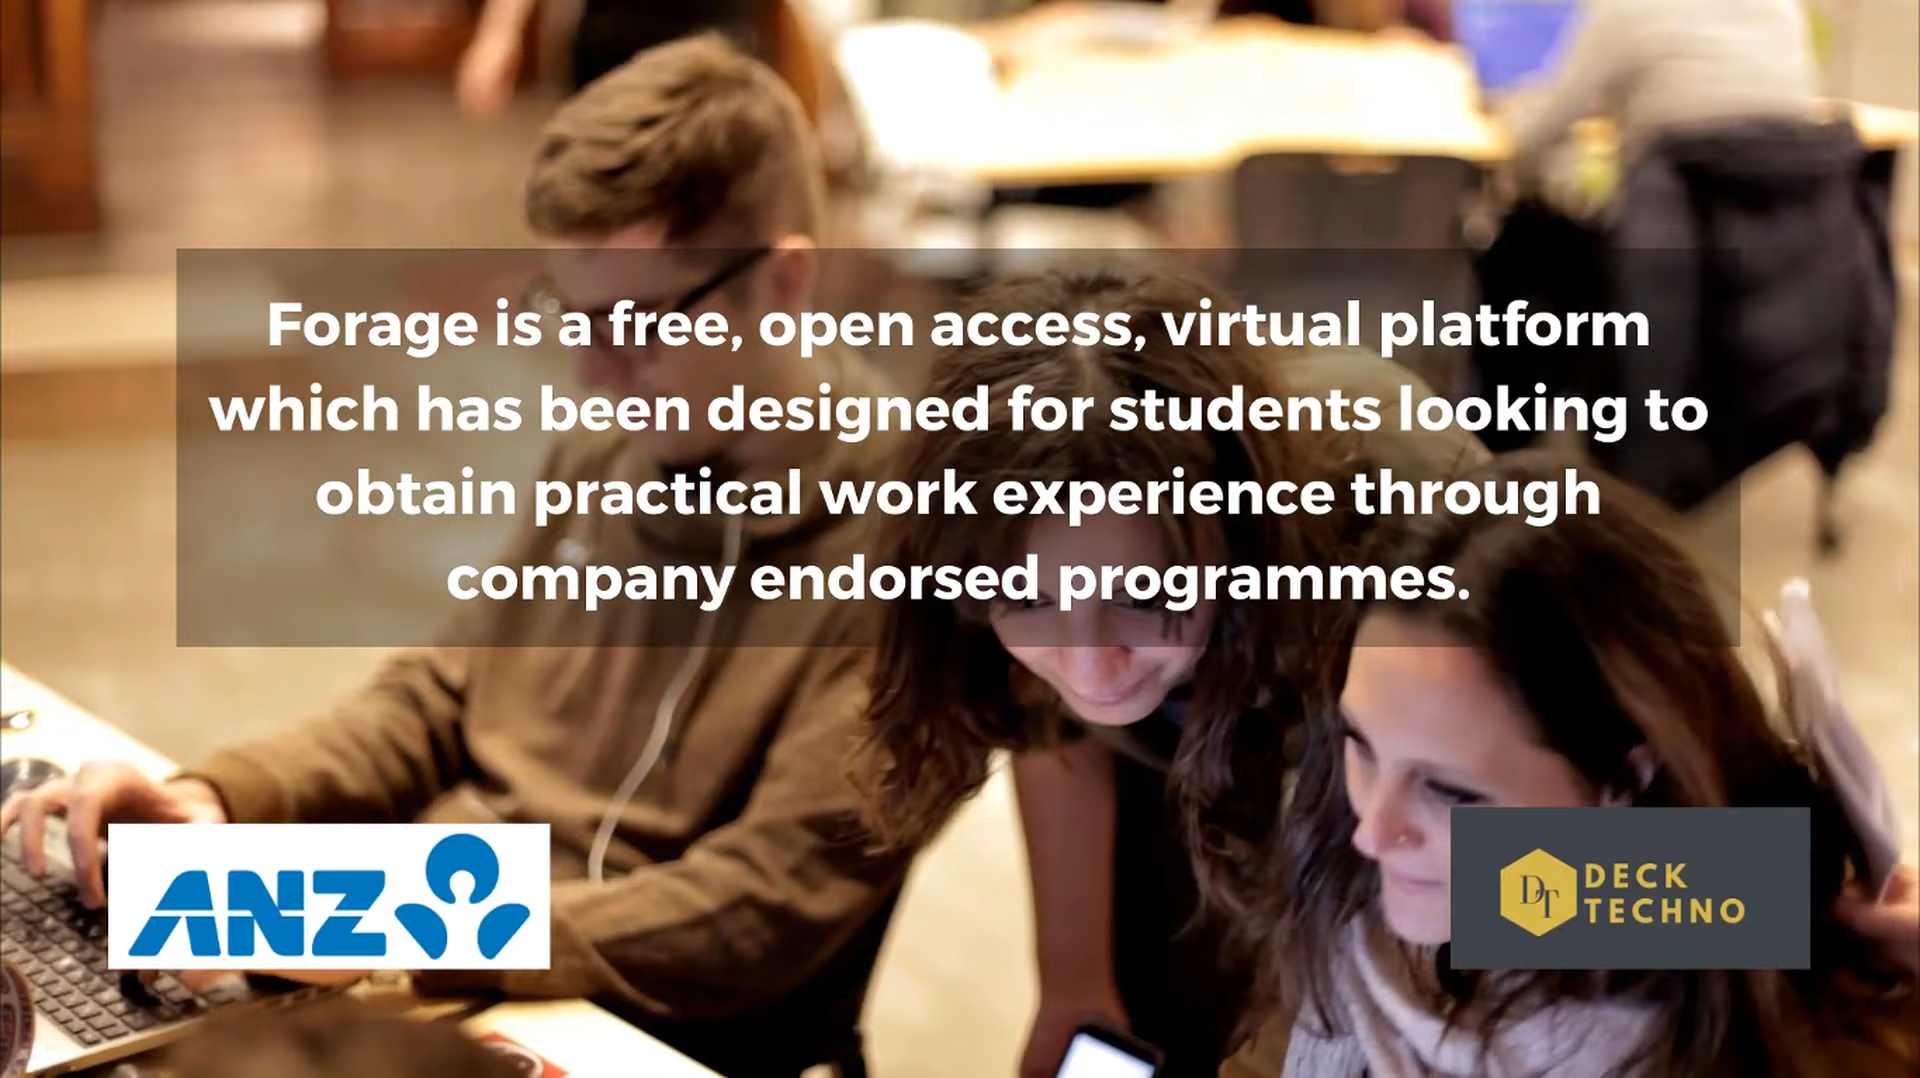 Forage is a free, open access, virtual platform
which has been designed for students looking to
obtain practical work experience through
company endorsed programmes.
ANZ
DT
DECK
TECHNO